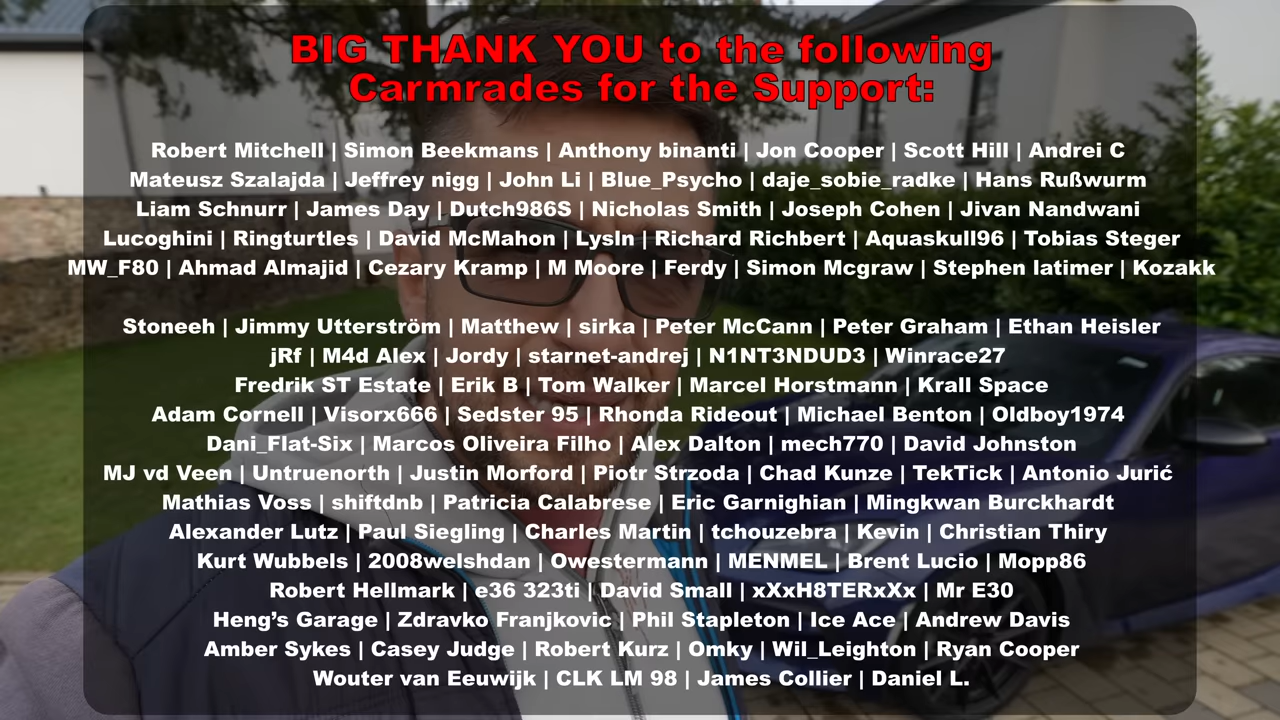 BIG THANK YOU to the following
Carmrades for the Support:
Robert Mitchell | Simon Beekmans | Anthony binanti | Jon Cooper | Scott Hill | Andrei C
Mateusz Szalajda | Jeffrey nigg | John Li | Blue_Psycho | daje_sobie_radke | Hans Rußwurm
Liam Schnurr | James Day | Dutch986S | Nicholas Smith | Joseph Cohen | Jivan Nandwani
Lucoghini | Ringturtles | David McMahon | Lysln | Richard Richbert | Aquaskull96 | Tobias Steger
MW_F80 | Ahmad Almajid | Cezary Kramp | M Moore | Ferdy | Simon Mcgraw | Stephen latimer | Kozakk
Stoneeh | Jimmy Utterström | Matthew | sirka | Peter McCann | Peter Graham | Ethan Heisler
jRf | M4d Alex | Jordy | starnet-andrej | N1NT3NDUD3 | Winrace27
Fredrik ST Estate | Erik B | Tom Walker | Marcel Horstmann | Krall Space
Adam Cornell | Visorx666 | Sedster 95 | Rhonda Rideout | Michael Benton | Oldboy1974
Dani_Flat-Six | Marcos Oliveira Filho | Alex Dalton | mech770 | David Johnston
MJ vd Veen | Untruenorth | Justin Morford | Piotr Strzoda | Chad Kunze | TekTick | Antonio Jurić
Mathias Voss | shiftdnb | Patricia Calabrese | Eric Garnighian | Mingkwan Burckhardt
Alexander Lutz | Paul Siegling | Charles Martin | tchouzebra | Kevin | Christian Thiry
Kurt Wubbels | 2008welshdan | Owestermann | MENMEL | Brent Lucio | Mopp86
Robert Hellmark | e36 323ti | David Small | xXxH8TERxXx | Mr E30
Heng’s Garage | Zdravko Franjkovic | Phil Stapleton | Ice Ace | Andrew Davis
Amber Sykes | Casey Judge | Robert Kurz | Omky | Wil_Leighton | Ryan Cooper
Wouter van Eeuwijk | CLK LM 98 | James Collier | Daniel L.